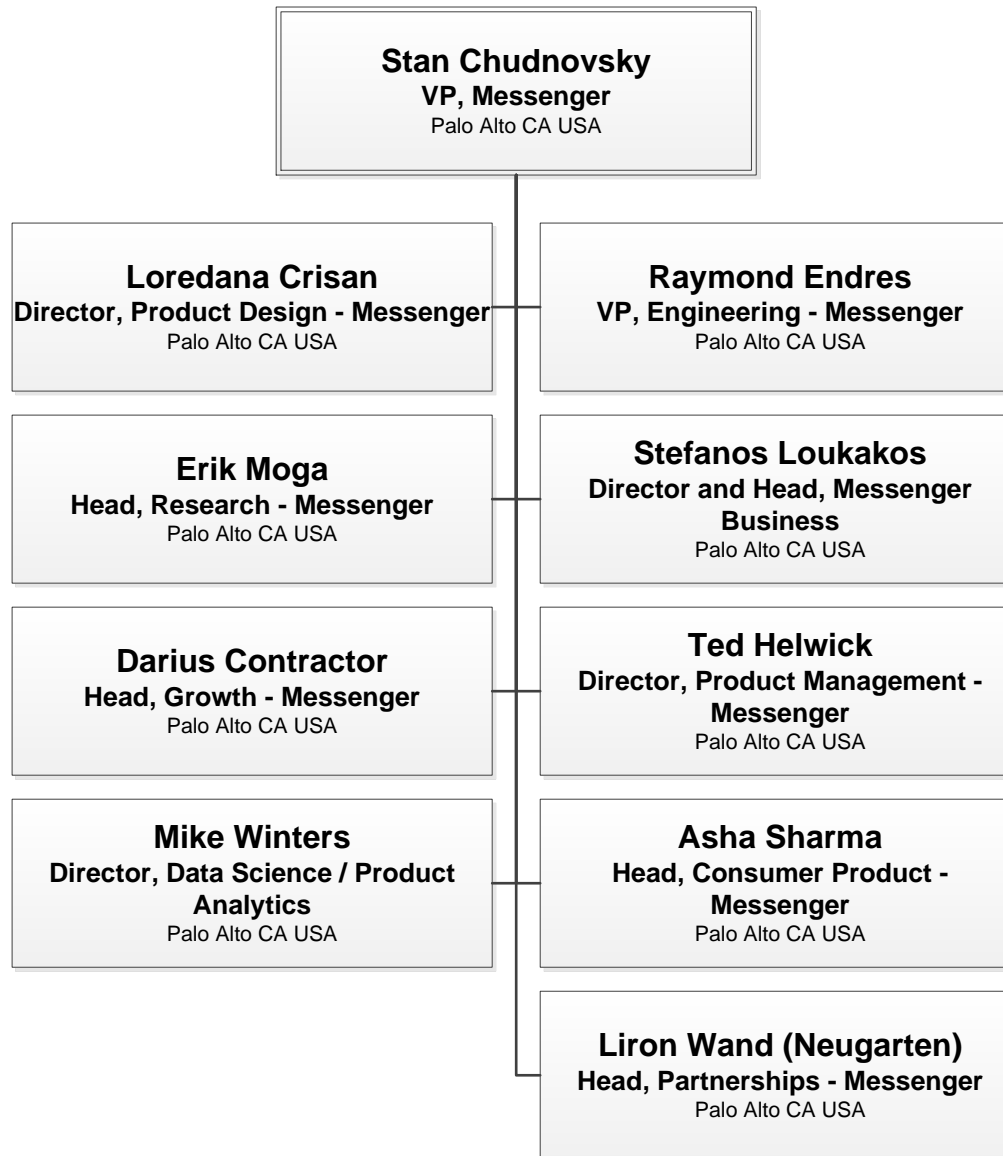 Stan Chudnovsky
VP, Messenger
Palo Alto CA USA
Loredana Crisan
Director, Product Design - Messenger
Palo Alto CA USA
Raymond Endres
VP, Engineering - Messenger
Palo Alto CA USA
Erik Moga
Head, Research - Messenger
Palo Alto CA USA
Stefanos Loukakos
Director and Head, Messenger
Business
Palo Alto CA USA
Darius Contractor
Head, Growth - Messenger
Palo Alto CA USA
Ted Helwick
Director, Product Management -
Messenger
Palo Alto CA USA
Mike Winters
Director, Data Science / Product
Analytics
Palo Alto CA USA
Asha Sharma
Head, Consumer Product -
Messenger
Palo Alto CA USA
Liron Wand (Neugarten)
Head, Partnerships - Messenger
Palo Alto CA USA